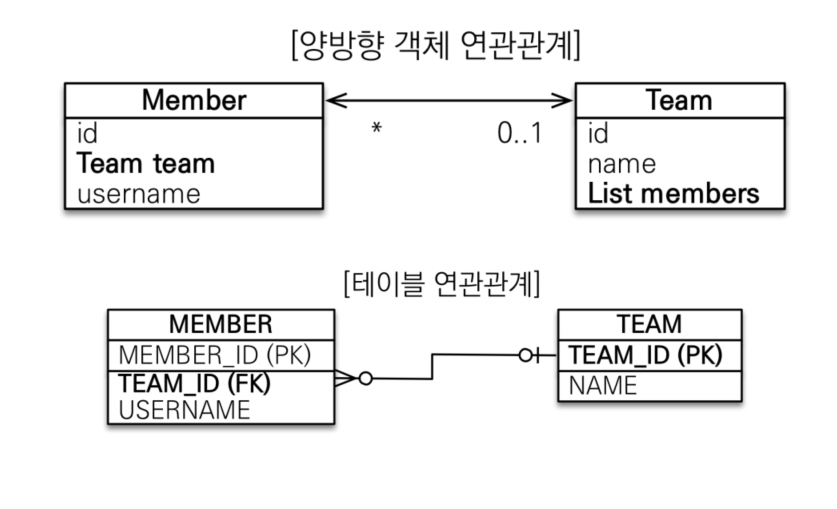 [양방향 객체 연관관계]
Member
id
Team team
username
* 0..1
Team
id
name
List members
[테이블 연관관계]
MEMBER
MEMBER_ID (PK)
TEAM_ID (FK)
USERNAME
TEAM
TEAM_ID (PK)
NAME